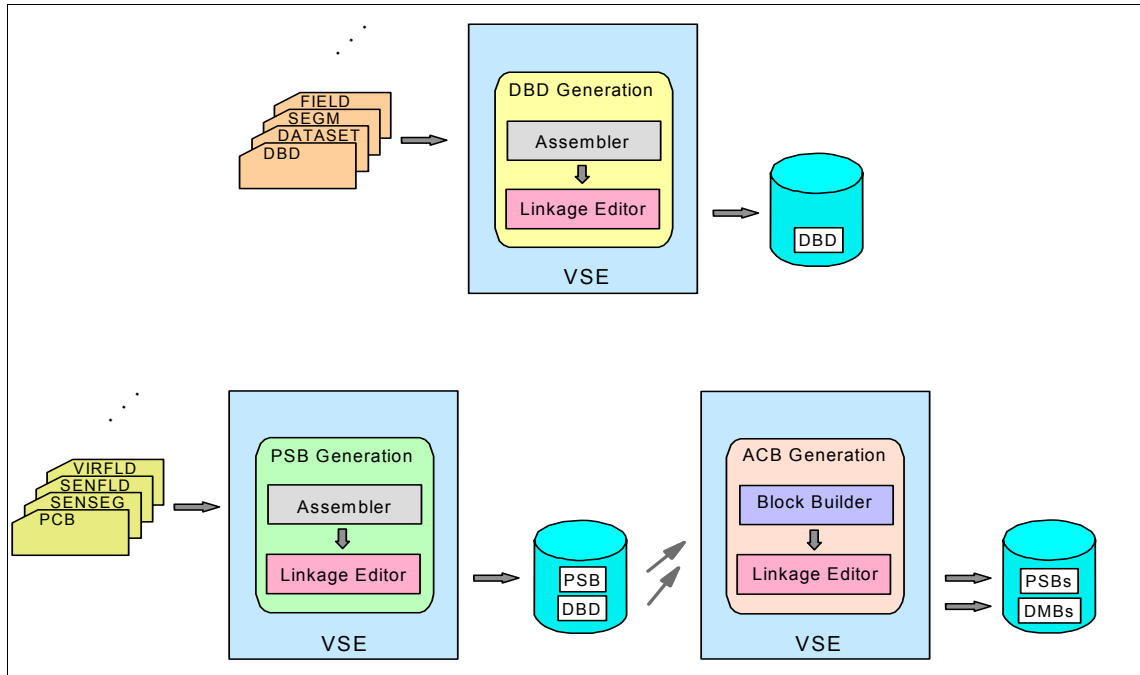 FIELD
SEGM
DATASET
DBD
DBD Generation
Assembler
Linkage Editor
VSE
DBD
VIRFLD
SENFLD
SENSEG
PCB
PSB Generation
Assembler
Linkage Editor
VSE
PSB
DBD
ACB Generation
Block Builder
Linkage Editor
VSE
PSBs
DMBs